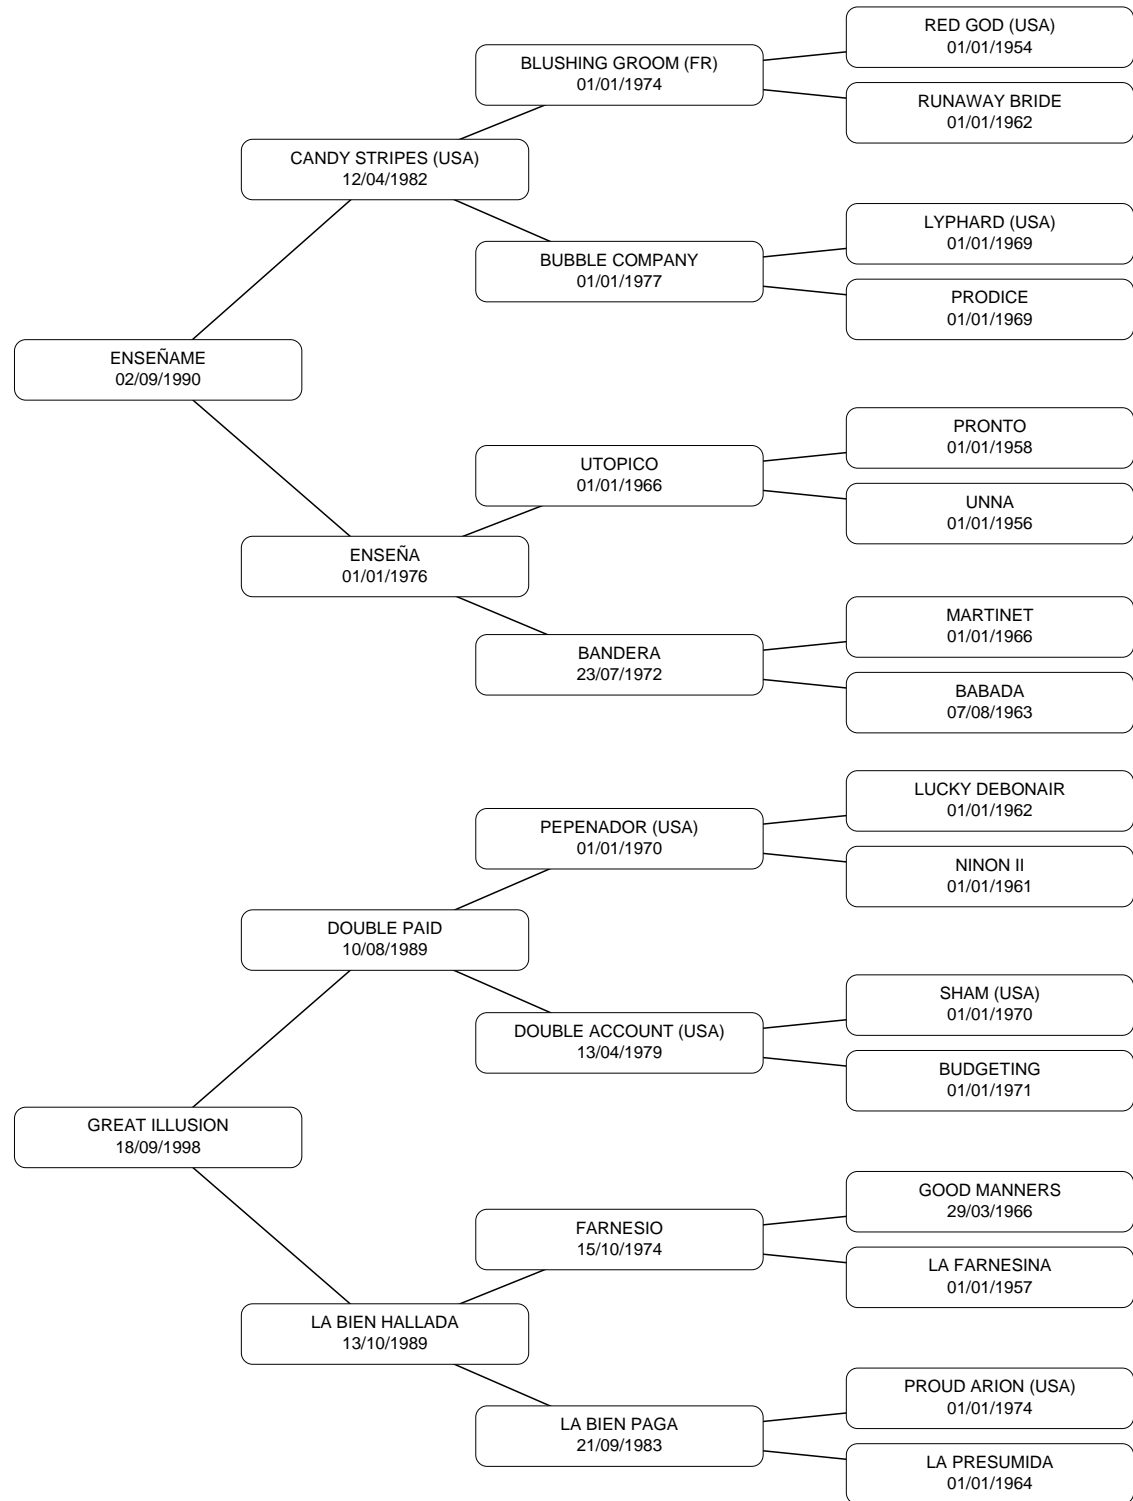 RED GOD (USA)
01/01/1954
BLUSHING GROOM (FR)
01/01/1974
RUNAWAY BRIDE
01/01/1962
CANDY STRIPES (USA)
12/04/1982
LYPHARD (USA)
01/01/1969
BUBBLE COMPANY
01/01/1977
PRODICE
01/01/1969
ENSEÑAME
02/09/1990
PRONTO
01/01/1958
UTOPICO
01/01/1966
UNNA
01/01/1956
ENSEÑA
01/01/1976
MARTINET
01/01/1966
BANDERA
23/07/1972
BABADA
07/08/1963
LUCKY DEBONAIR
01/01/1962
PEPENADOR (USA)
01/01/1970
NINON II
01/01/1961
DOUBLE PAID
10/08/1989
SHAM (USA)
01/01/1970
DOUBLE ACCOUNT (USA)
13/04/1979
BUDGETING
01/01/1971
GREAT ILLUSION
18/09/1998
GOOD MANNERS
29/03/1966
FARNESIO
15/10/1974
LA FARNESINA
01/01/1957
LA BIEN HALLADA
13/10/1989
PROUD ARION (USA)
01/01/1974
LA BIEN PAGA
21/09/1983
LA PRESUMIDA
01/01/1964